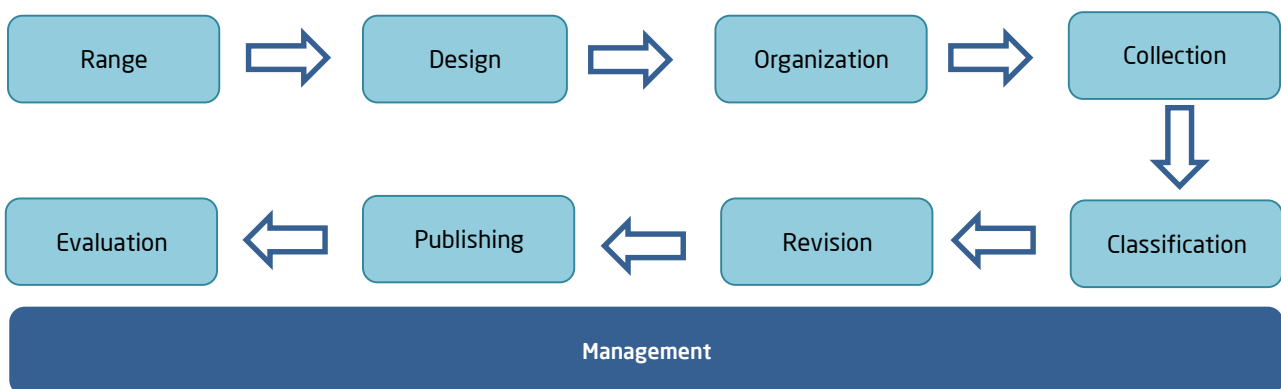 Range
Design
Organization
Collection
Classification
Revision
Publishing
Evaluation
Management